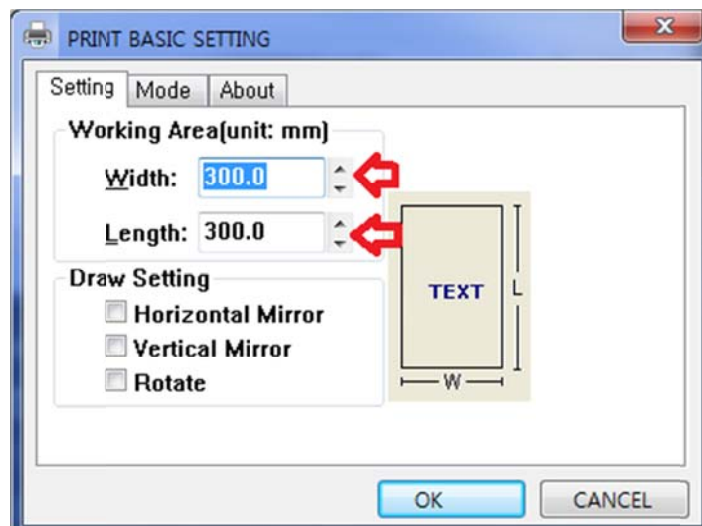 PRINT BASIC SETTING
Setting Mode About
Working Area(unit: mm)
Width: 300.0
Length: 300.0
Draw Setting
Horizontal Mirror
Vertical Mirror
Rotate
TEXT
L
W
OK CANCEL